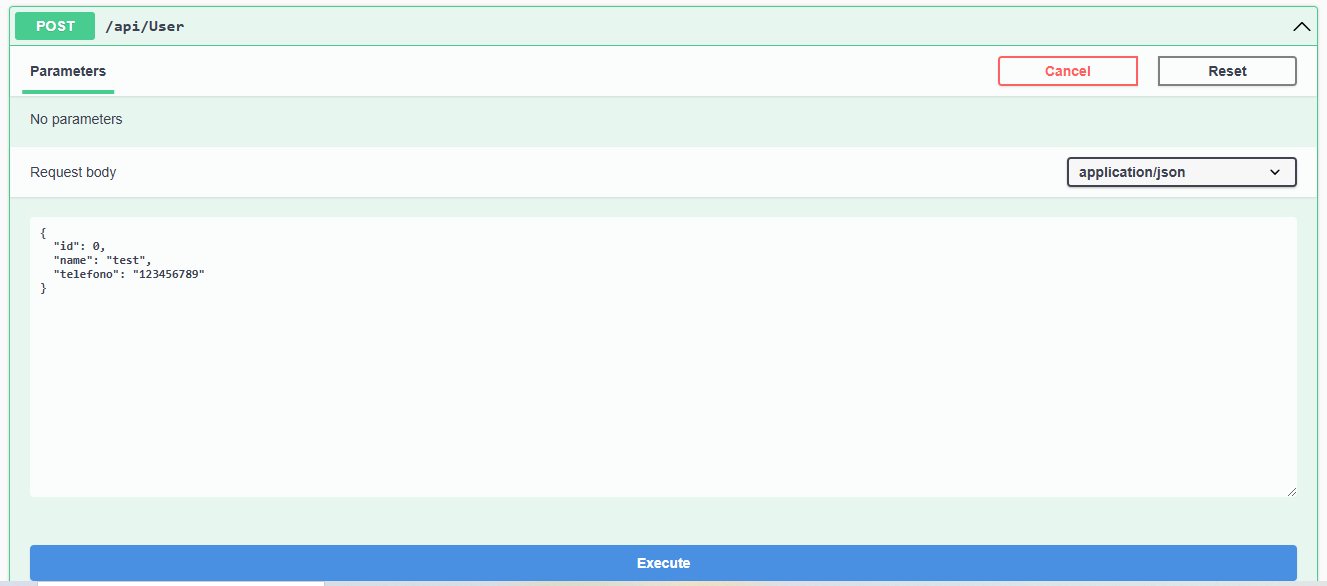 POST /api/User
Parameters Cancel Reset
No parameters
Request body application/json
{
  "id": 0,
  "name": "test",
  "telefono": "123456789"
}
Execute